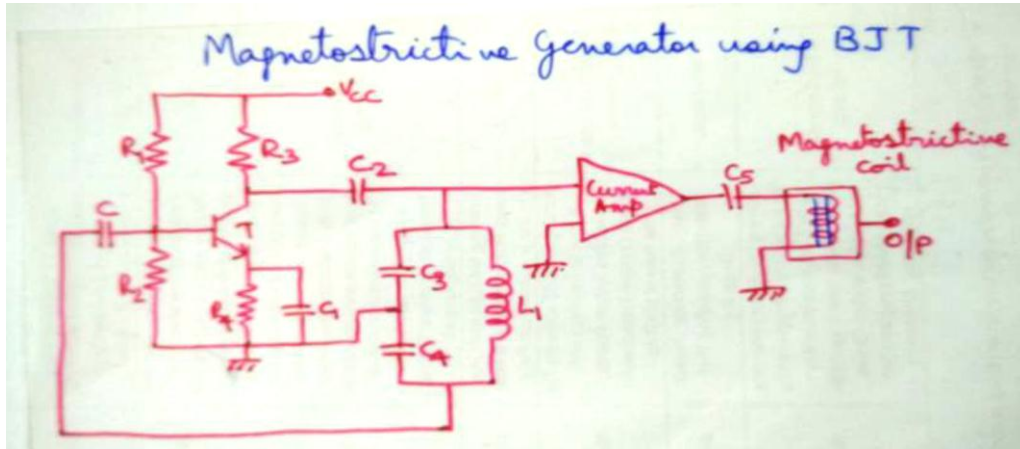 Magnetostrictive Generator using BJT
Vcc
R1
R3
C2
Magnetostrictive
coil
C5
Current
Amp
C
T
O/P
R2
C3
R4
C1
L1
C4